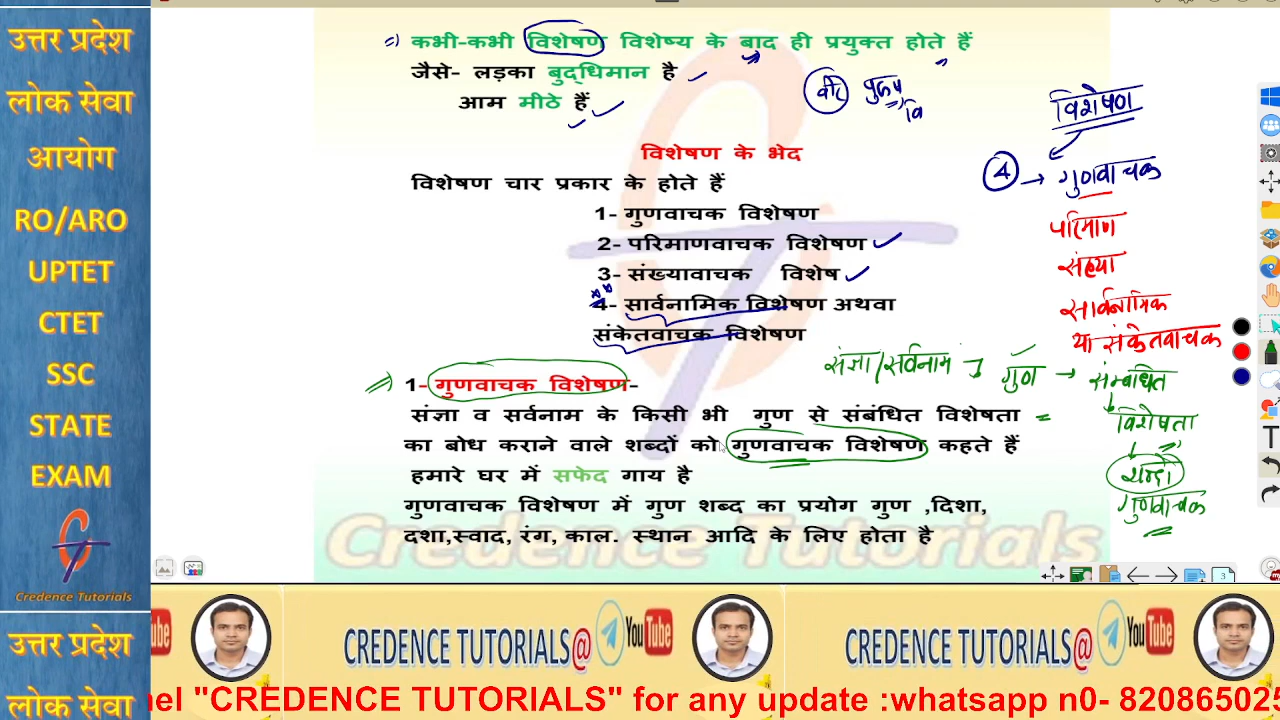 उत्तर प्रदेश
लोक सेवा
आयोग
RO/ARO
UPTET
CTET
SSC
STATE
EXAM
Credence Tutorials
उत्तर प्रदेश
लोक सेवा
कभी-कभी विशेषण विशेष्य के बाद ही प्रयुक्त होते हैं
जैसे- लड़का बुद्धिमान है
आम मीठे हैं
वीर पुरुष
वि
विशेषण के भेद
विशेषण चार प्रकार के होते हैं
1- गुणवाचक विशेषण
2- परिमाणवाचक विशेषण
3- संख्यावाचक विशेष
4- सार्वनामिक विशेषण अथवा
संकेतवाचक विशेषण
1- गुणवाचक विशेषण-
संज्ञा व सर्वनाम के किसी भी गुण से संबंधित विशेषता
का बोध कराने वाले शब्दों को गुणवाचक विशेषण कहते हैं
हमारे घर में सफेद गाय है
गुणवाचक विशेषण में गुण शब्द का प्रयोग गुण ,दिशा,
दशा,स्वाद, रंग, काल. स्थान आदि के लिए होता है
Credence Tutorials
विशेषण
4 → गुणवाचक
परिमाण
संख्या
सार्वनामिक
या संकेतवाचक
संज्ञा/सर्वनाम गुण → सम्बंधित
विशेषता
शब्दों
गुणवाचक
3
CREDENCE TUTORIALS@ YouTube
CREDENCE TUTORIALS@ YouTube
nel "CREDENCE TUTORIALS" for any update :whatsapp n0- 82086502